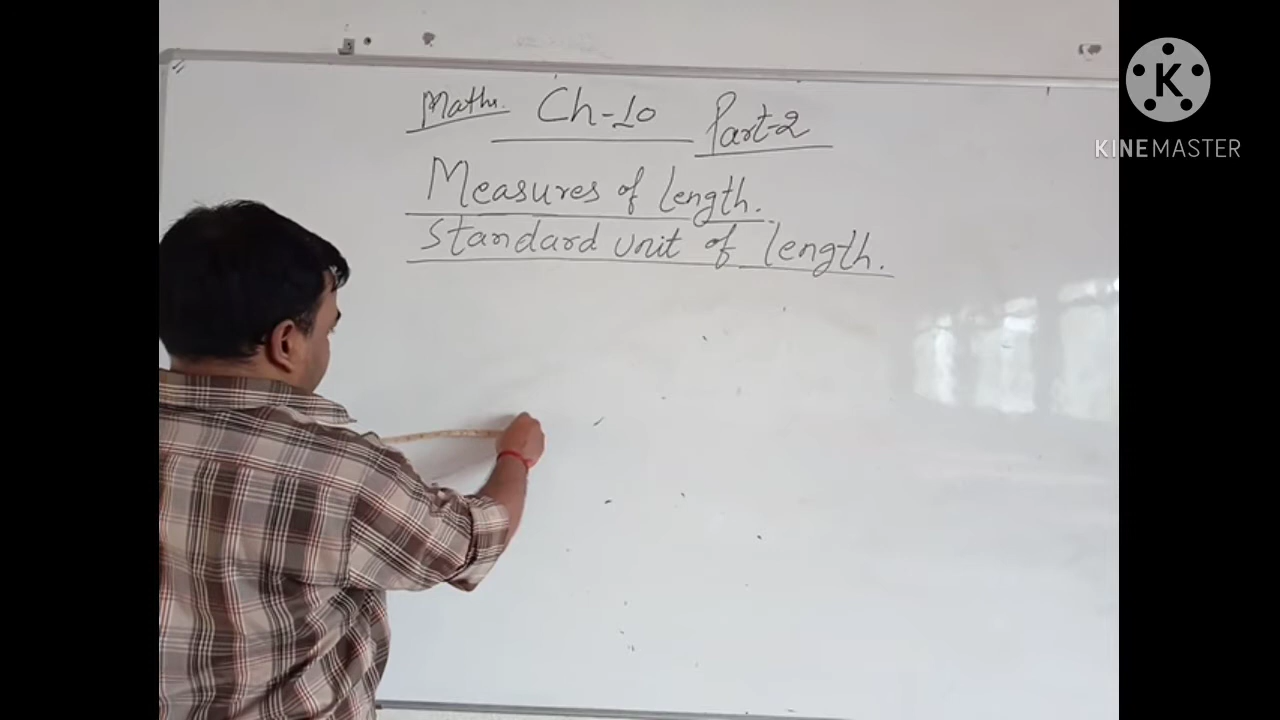 Maths. Ch-10 Part-2
Measures of length.
Standard unit of length.
K
KINEMASTER